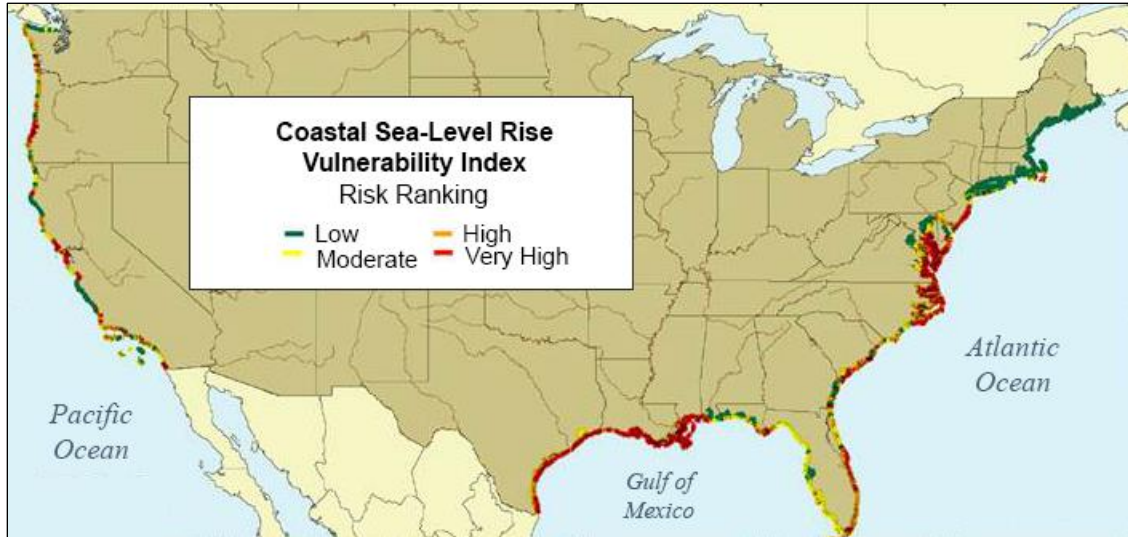 Coastal Sea-Level Rise
Vulnerability Index
Risk Ranking
Low
High
Moderate
Very High
Pacific
Ocean
Atlantic
Ocean
Gulf of
Mexico